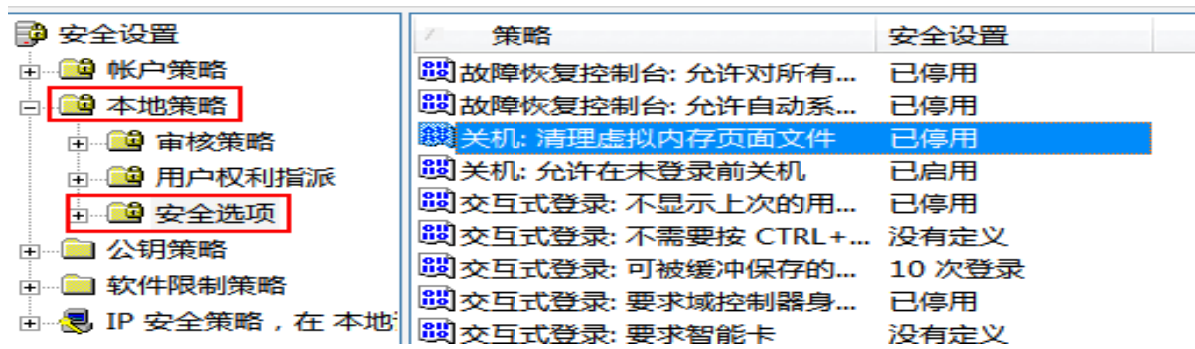 安全设置
帐户策略
本地策略
审核策略
用户权利指派
安全选项
公钥策略
软件限制策略
IP 安全策略，在 本地
策略 安全设置
故障恢复控制台: 允许对所有... 已停用
故障恢复控制台: 允许自动系... 已停用
关机: 清理虚拟内存页面文件 已停用
关机: 允许在未登录前关机 已启用
交互式登录: 不显示上次的用... 已停用
交互式登录: 不需要按 CTRL+... 没有定义
交互式登录: 可被缓冲保存的... 10 次登录
交互式登录: 要求域控制器身... 已停用
交互式登录: 要求智能卡 没有定义